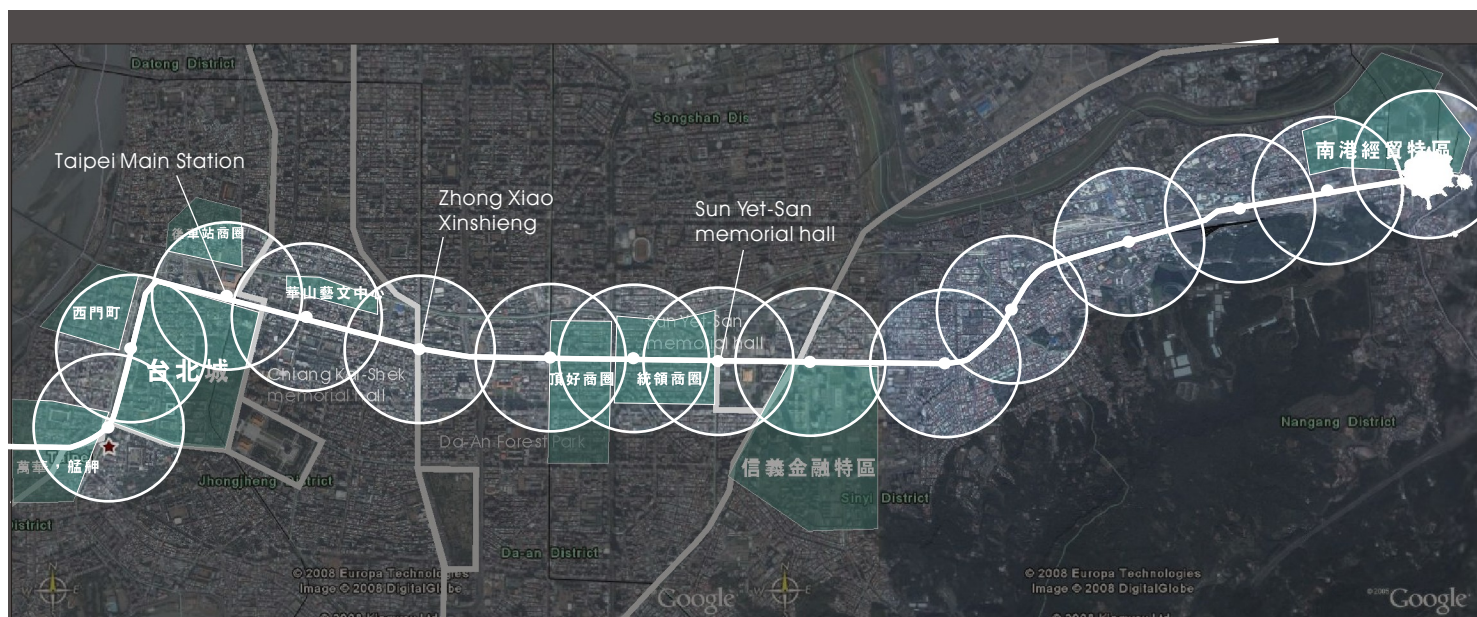 Datong District
Songshan Dis
Taipei Main Station
南港經貿特區
Zhong Xiao
Xinshieng
Sun Yet-San
memorial hall
後車站商圈
華山藝文中心
西門町
Sun Yet-San
memorial hall
台北城
Chiang Kai-Shek
memorial hall
頂好商圈
統領商圈
Nangang District
Da-An Forest Park
萬華，艋舺
信義金融特區
Jhongjheng District
Sinyi District
istrict
Da-an District
© 2008 Europa Technologies
Image © 2008 DigitalGlobe
© 2008 Europa Technologies
Image © 2008 DigitalGlobe
N
W
E
N
W
E
Google
©2008 Google